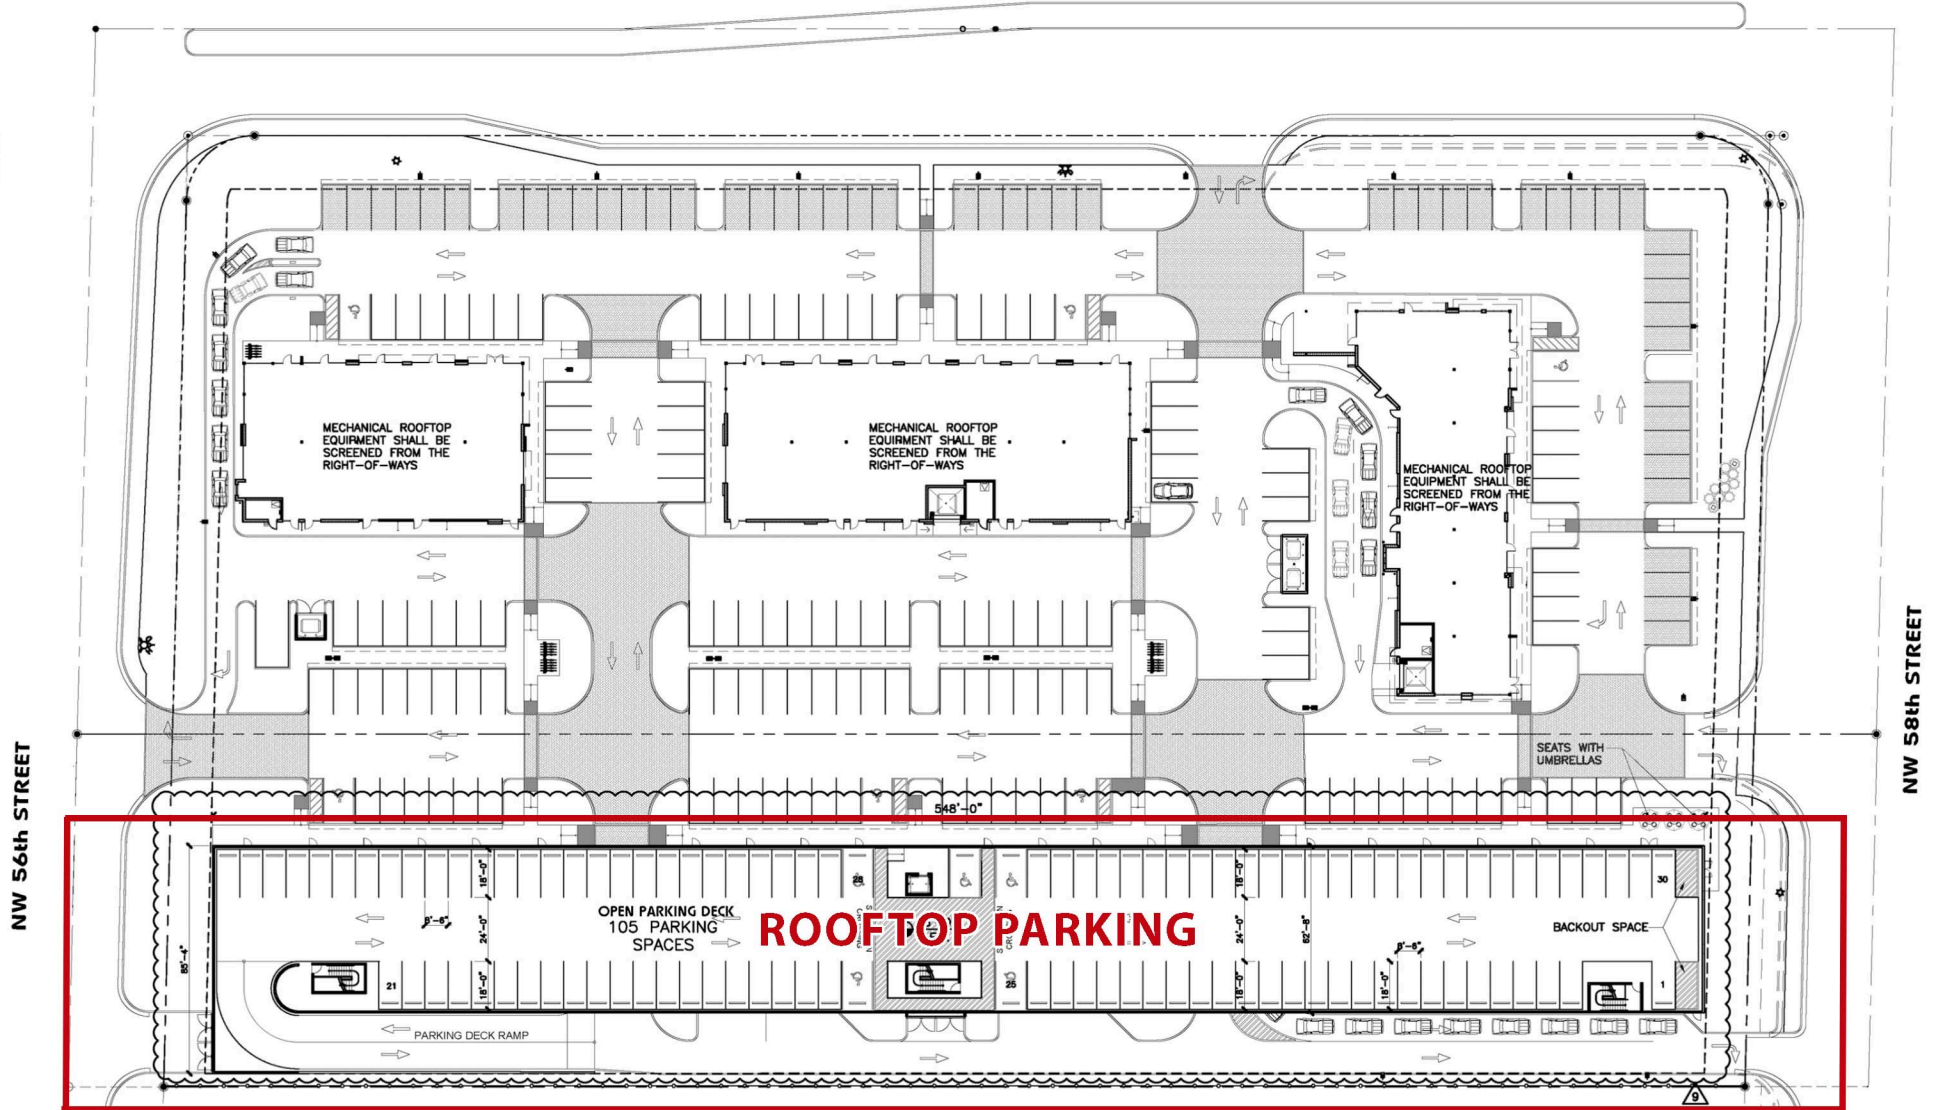 MECHANICAL ROOFTOP
EQUIPMENT SHALL BE
SCREENED FROM THE
RIGHT-OF-WAYS
MECHANICAL ROOFTOP
EQUIPMENT SHALL BE
SCREENED FROM THE
RIGHT-OF-WAYS
MECHANICAL ROOFTOP
EQUIPMENT SHALL BE
SCREENED FROM THE
RIGHT-OF-WAYS
NW 56th STREET
NW 58th STREET
SEATS WITH
UMBRELLAS
548'-0"
18'-0"
18'-0"
28
30
OPEN PARKING DECK
105 PARKING
SPACES
8'-6"
24'-0"
ROOFTOP PARKING
24'-0"
62'-8"
8'-6"
BACKOUT SPACE
85'-4"
21
18'-0"
25
18'-0"
18'-0"
1
PARKING DECK RAMP
9